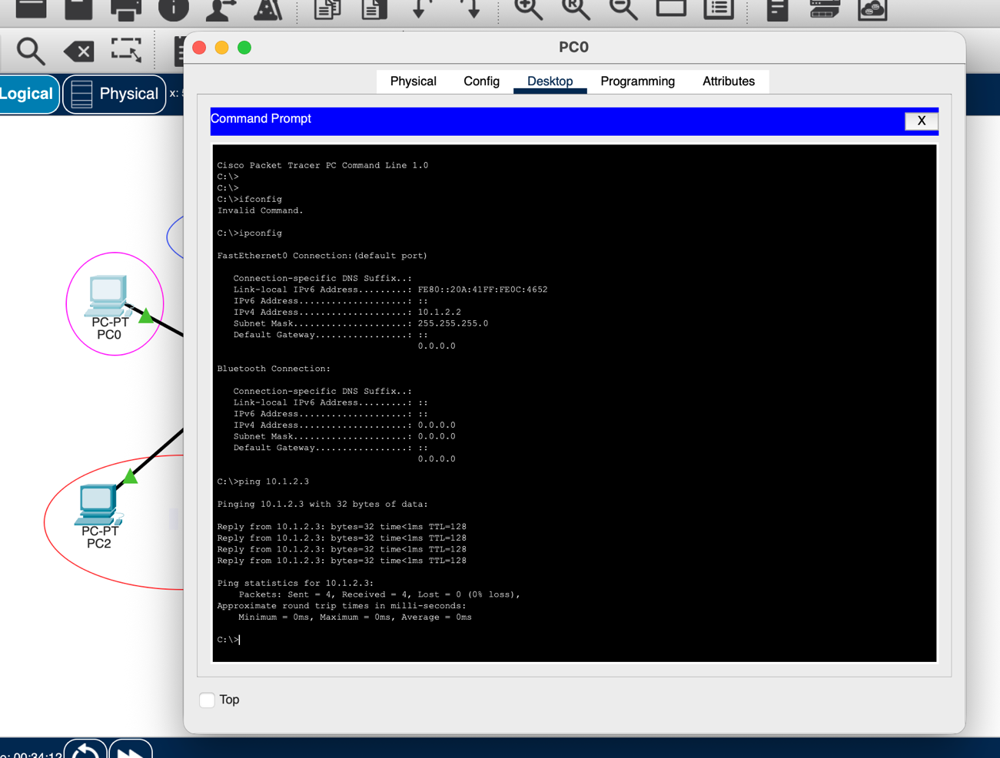 PC0
Physical
Config
Desktop
Programming
Attributes
Logical
Physical
x:
Command Prompt
X
Cisco Packet Tracer PC Command Line 1.0
C:\>
C:\>
C:\>ifconfig
Invalid Command.
C:\>ipconfig
FastEthernet0 Connection:(default port)
Connection-specific DNS Suffix..:
Link-local IPv6 Address.........: FE80::20A:41FF:FE0C:4652
IPv6 Address....................: ::
IPv4 Address....................: 10.1.2.2
Subnet Mask.....................: 255.255.255.0
Default Gateway.................: ::
0.0.0.0
Bluetooth Connection:
Connection-specific DNS Suffix..:
Link-local IPv6 Address.........: ::
IPv6 Address....................: ::
IPv4 Address....................: 0.0.0.0
Subnet Mask.....................: 0.0.0.0
Default Gateway.................: ::
0.0.0.0
C:\>ping 10.1.2.3
Pinging 10.1.2.3 with 32 bytes of data:
Reply from 10.1.2.3: bytes=32 time<1ms TTL=128
Reply from 10.1.2.3: bytes=32 time<1ms TTL=128
Reply from 10.1.2.3: bytes=32 time<1ms TTL=128
Reply from 10.1.2.3: bytes=32 time<1ms TTL=128
Ping statistics for 10.1.2.3:
Packets: Sent = 4, Received = 4, Lost = 0 (0% loss),
Approximate round trip times in milli-seconds:
Minimum = 0ms, Maximum = 0ms, Average = 0ms
C:\>
PC-PT
PC0
PC-PT
PC2
Top
00:34:12